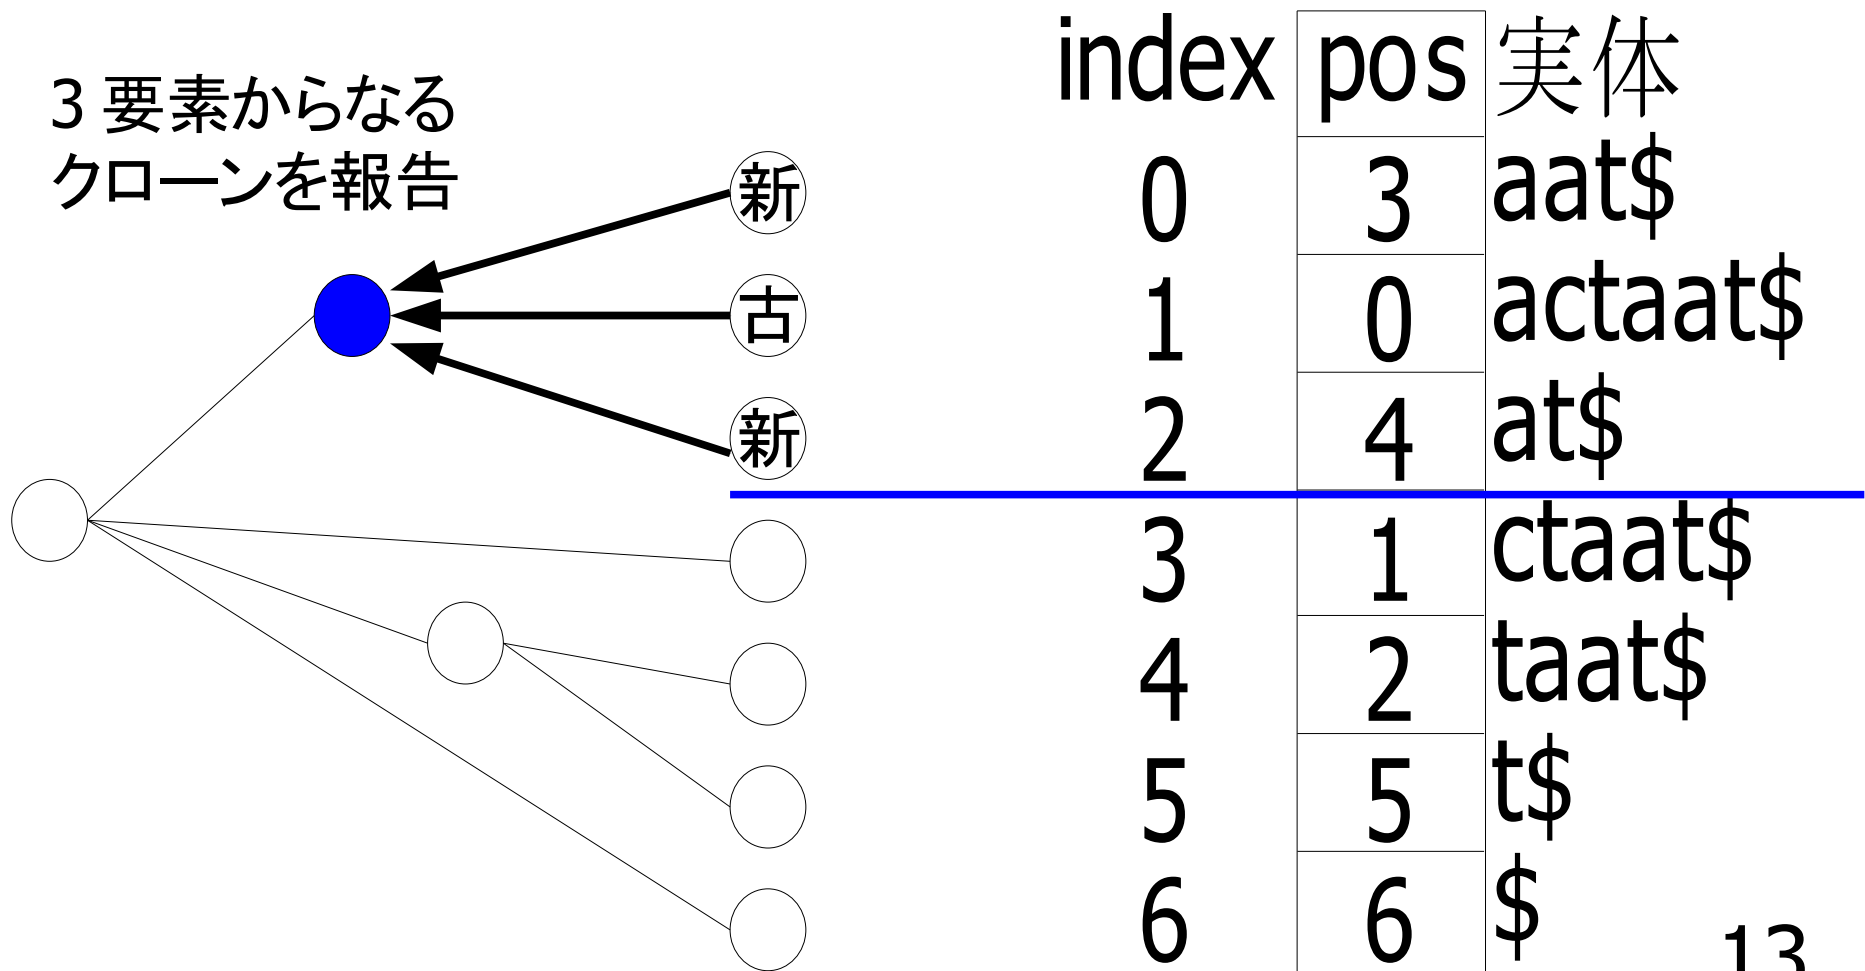 3 要素からなる
クローンを報告
新
古
新
index pos 実体
0 3 aat$
1 0 actaat$
2 4 at$
3 1 ctaat$
4 2 taat$
5 5 t$
6 6 $
13